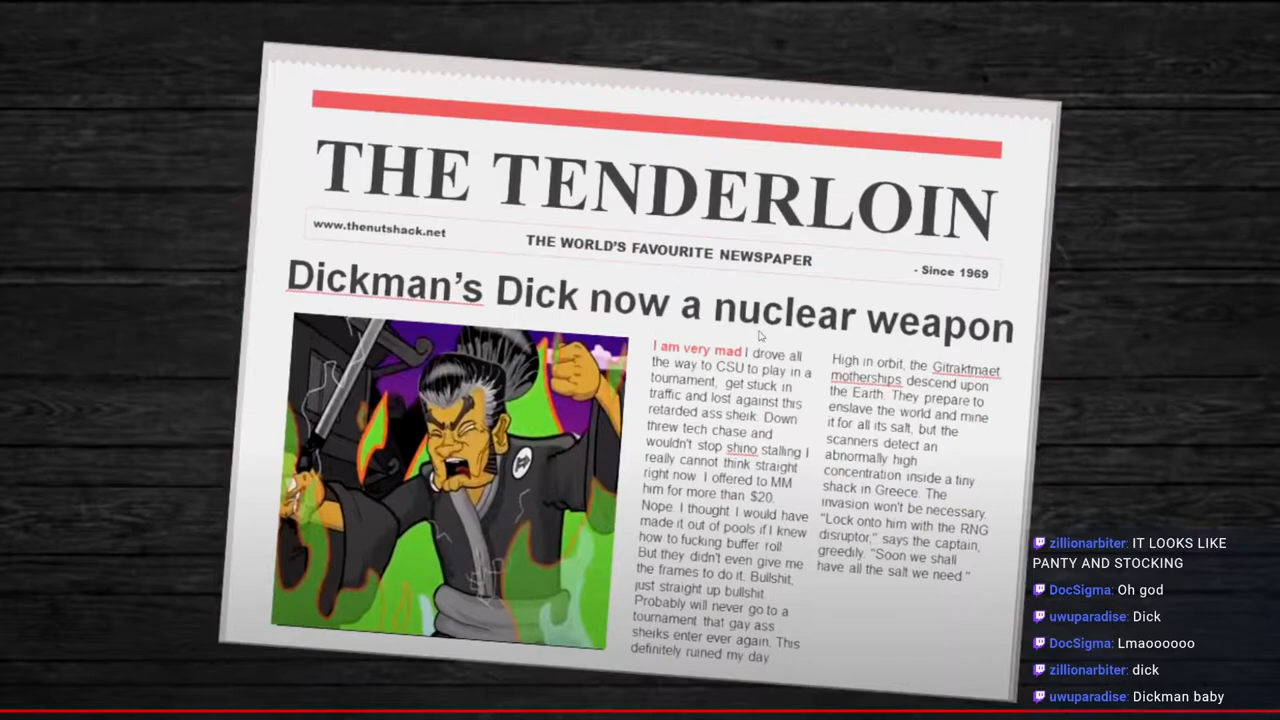 THE TENDERLOIN
www.thenutshack.net
THE WORLD'S FAVOURITE NEWSPAPER
- Since 1969
Dickman's Dick now a nuclear weapon
I am very mad I drove all
the way to CSU to play in a
tournament, get stuck in
traffic and lost against this
retarded ass sheik. Down
threw tech chase and
wouldn't stop shino stalling I
really cannot think straight
right now. I offered to MM
him for more than $20.
Nope. I thought I would have
made it out of pools if I knew
how to fucking buffer roll
But they didn't even give me
the frames to do it. Bullshit,
just straight up bullshit.
Probably will never go to a
tournament that gay ass
sheiks enter ever again. This
definitely ruined my day
High in orbit, the Gitraktmaet
motherships descend upon
the Earth. They prepare to
enslave the world and mine
it for all its salt, but the
scanners detect an
abnormally high
concentration inside a tiny
shack in Greece. The
invasion won't be necessary.
"Lock onto him with the RNG
disruptor," says the captain,
greedily. "Soon we shall
have all the salt we need."
zillionarbiter: IT LOOKS LIKE
PANTY AND STOCKING
DocSigma: Oh god
uwuparadise: Dick
DocSigma: Lmaoooooo
zillionarbiter: dick
uwuparadise: Dickman baby